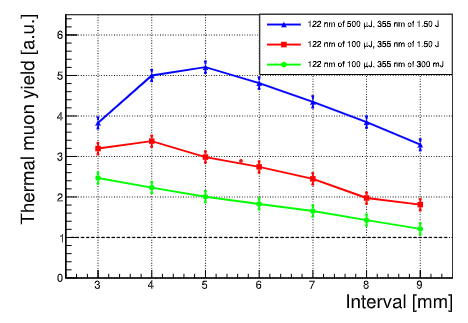 122 nm of 500 μJ, 355 nm of 1.50 J
122 nm of 100 μJ, 355 nm of 1.50 J
122 nm of 100 μJ, 355 nm of 300 mJ
Thermal muon yield [a.u.]
6
5
4
3
2
1
0
3 4 5 6 7 8 9
Interval [mm]